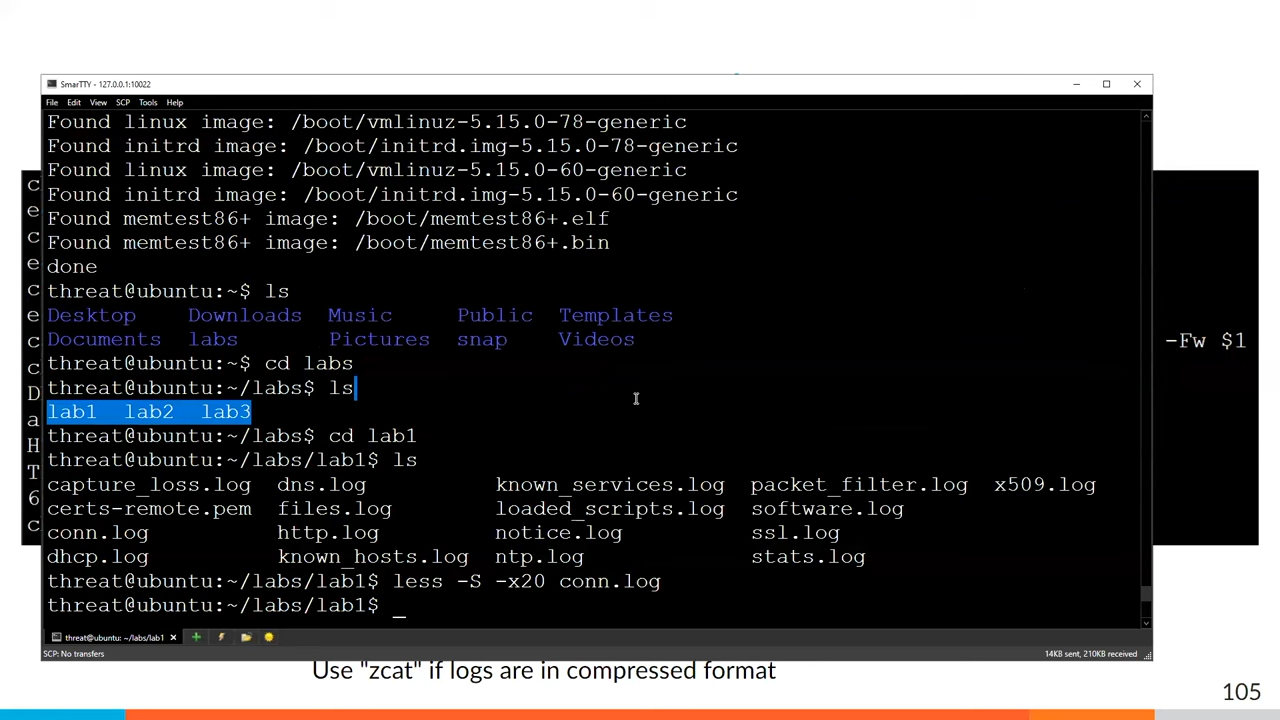 SmarTTY - 127.0.0.1:10022
File Edit View SCP Tools Help
Found linux image: /boot/vmlinuz-5.15.0-78-generic
Found initrd image: /boot/initrd.img-5.15.0-78-generic
Found linux image: /boot/vmlinuz-5.15.0-60-generic
Found initrd image: /boot/initrd.img-5.15.0-60-generic
Found memtest86+ image: /boot/memtest86+.elf
Found memtest86+ image: /boot/memtest86+.bin
done
threat@ubuntu:~$ ls
Desktop Downloads Music Public Templates
Documents labs Pictures snap Videos
threat@ubuntu:~$ cd labs
threat@ubuntu:~/labs$ ls
lab1 lab2 lab3
threat@ubuntu:~/labs$ cd lab1
threat@ubuntu:~/labs/lab1$ ls
capture_loss.log dns.log known_services.log packet_filter.log x509.log
certs-remote.pem files.log loaded_scripts.log software.log
conn.log http.log notice.log ssl.log
dhcp.log known_hosts.log ntp.log stats.log
threat@ubuntu:~/labs/lab1$ less -S -x20 conn.log
threat@ubuntu:~/labs/lab1$ _
threat@ubuntu: ~/labs/lab1
SCP: No transfers 14KB sent, 210KB received
c
e
c
e
c
e
c
c
D
a
H
T
6
c
-Fw $1
Use "zcat" if logs are in compressed format
105